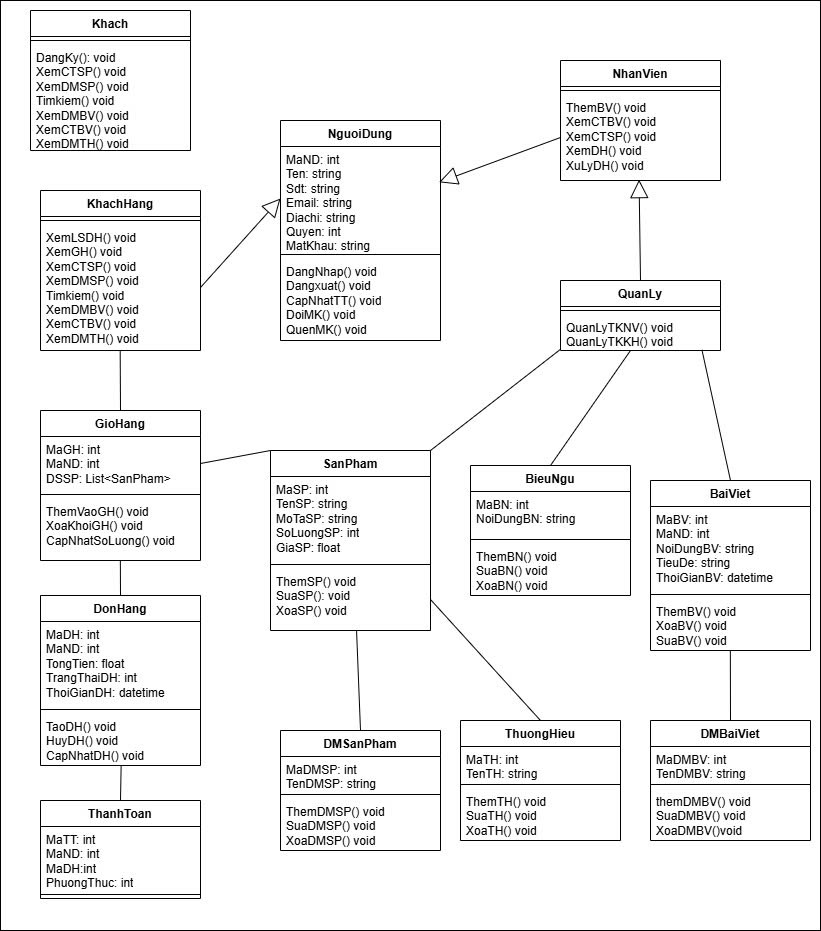 Khach
DangKy(): void
XemCTSP() void
XemDMSP() void
Timkiem() void
XemDMBV() void
XemCTBV() void
XemDMTH() void
NhanVien
ThemBV() void
XemCTBV() void
XemCTSP() void
XemDH() void
XuLyDH() void
NguoiDung
MaND: int
Ten: string
Sdt: string
Email: string
Diachi: string
Quyen: int
MatKhau: string
DangNhap() void
Dangxuat() void
CapNhatTT() void
DoiMK() void
QuenMK() void
KhachHang
XemLSDH() void
XemGH() void
XemCTSP() void
XemDMSP() void
Timkiem() void
XemDMBV() void
XemCTBV() void
XemDMTH() void
QuanLy
QuanLyTKNV() void
QuanLyTKKH() void
GioHang
MaGH: int
MaND: int
DSSP: List<SanPham>
ThemVaoGH() void
XoaKhoiGH() void
CapNhatSoLuong() void
SanPham
MaSP: int
TenSP: string
MoTaSP: string
SoLuongSP: int
GiaSP: float
ThemSP() void
SuaSP(): void
XoaSP() void
BieuNgu
MaBN: int
NoiDungBN: string
ThemBN() void
SuaBN() void
XoaBN() void
BaiViet
MaBV: int
MaND: int
NoiDungBV: string
TieuDe: string
ThoiGianBV: datetime
ThemBV() void
XoaBV() void
SuaBV() void
DonHang
MaDH: int
MaND: int
TongTien: float
TrangThaiDH: int
ThoiGianDH: datetime
TaoDH() void
HuyDH() void
CapNhatDH() void
DMSanPham
MaDMSP: int
TenDMSP: string
ThemDMSP() void
SuaDMSP() void
XoaDMSP() void
ThuongHieu
MaTH: int
TenTH: string
ThemTH() void
SuaTH() void
XoaTH() void
DMBaiViet
MaDMBV: int
TenDMBV: string
themDMBV() void
SuaDMBV() void
XoaDMBV()void
ThanhToan
MaTT: int
MaND: int
MaDH:int
PhuongThuc: int